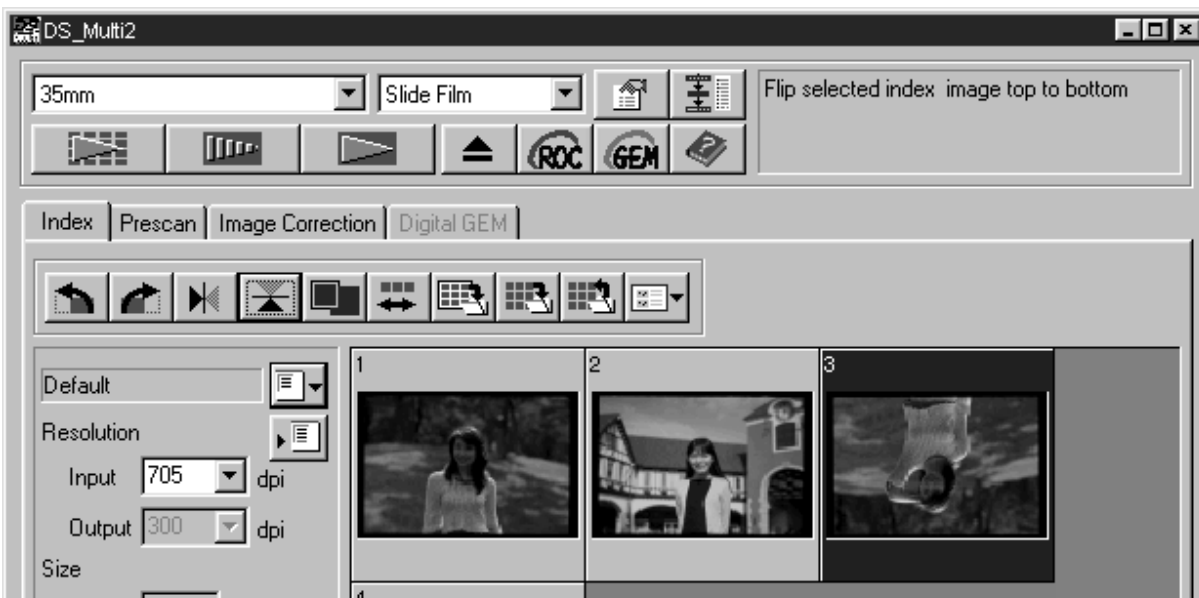 DS_Multi2
35mm
Slide Film
Flip selected index image top to bottom
ROC
GEM
?
Index
Prescan
Image Correction
Digital GEM
Default
Resolution
Input 705 dpi
Output 300 dpi
Size
1
2
3
4